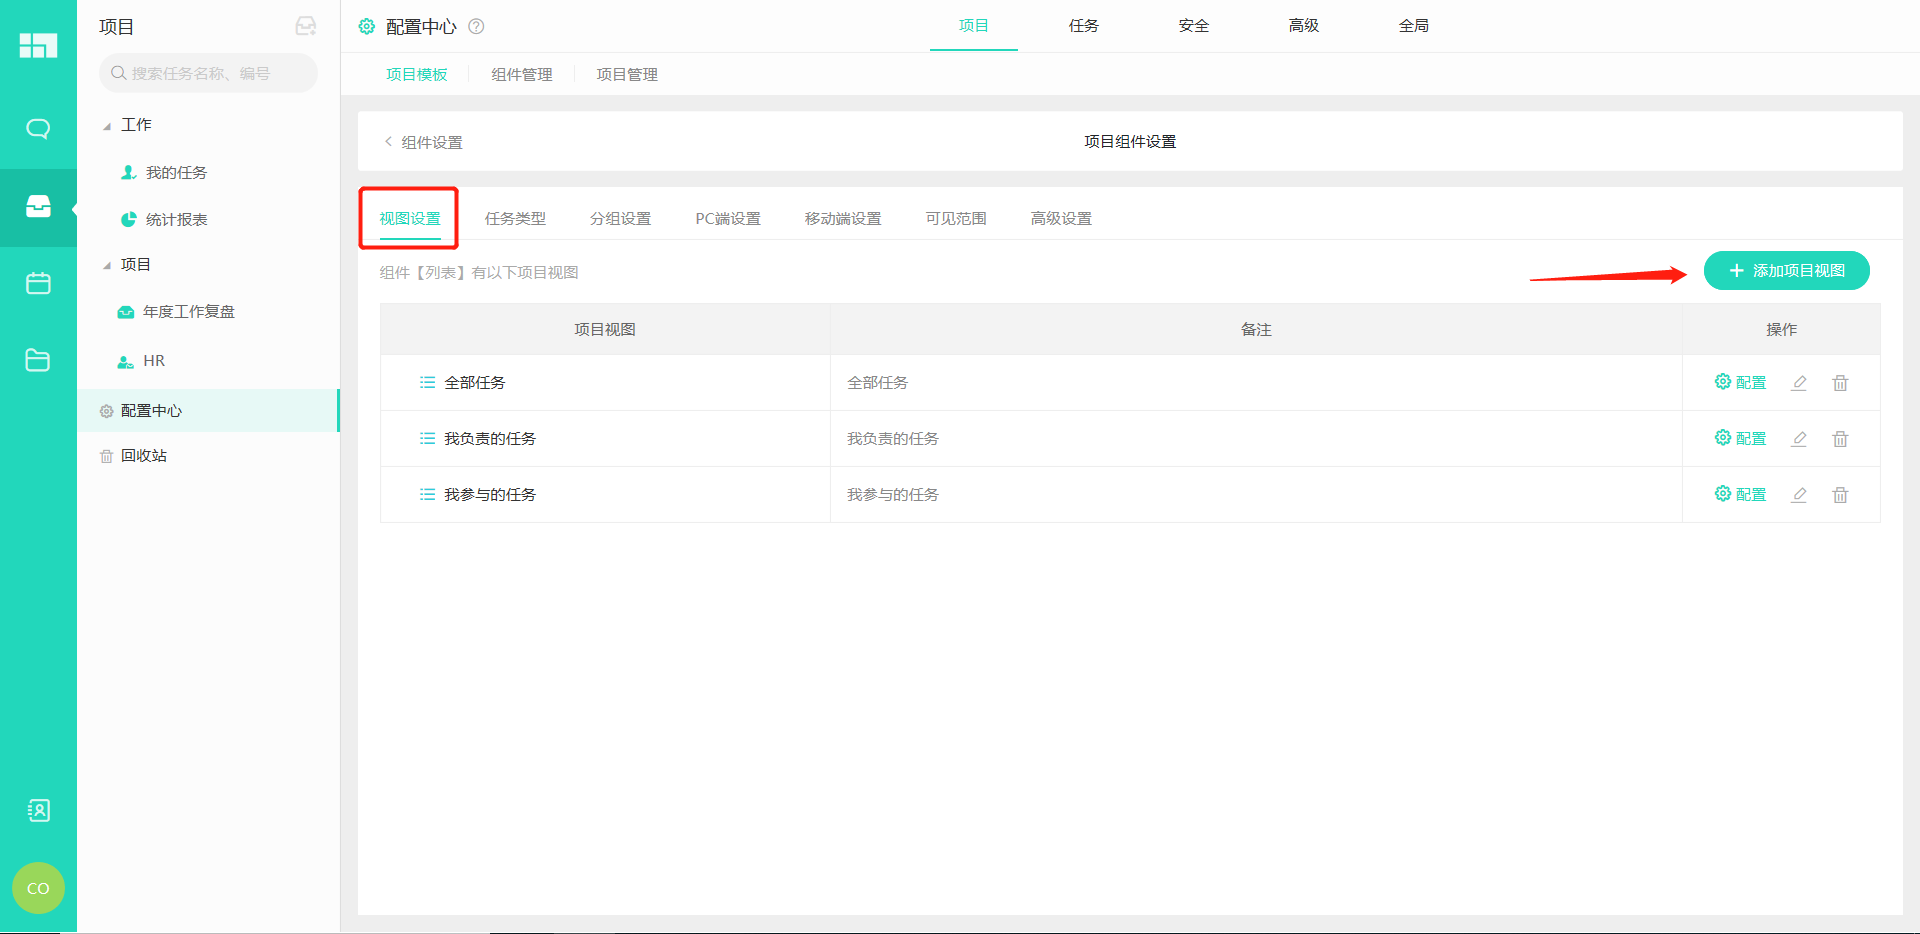 项目
搜索任务名称、编号
工作
我的任务
统计报表
项目
年度工作复盘
HR
配置中心
回收站
CO
配置中心
项目 任务 安全 高级 全局
项目模板 组件管理 项目管理
组件设置
项目组件设置
视图设置 任务类型 分组设置 PC端设置 移动端设置 可见范围 高级设置
组件【列表】有以下项目视图
添加项目视图
项目视图 备注 操作
全部任务 全部任务 配置
我负责的任务 我负责的任务 配置
我参与的任务 我参与的任务 配置